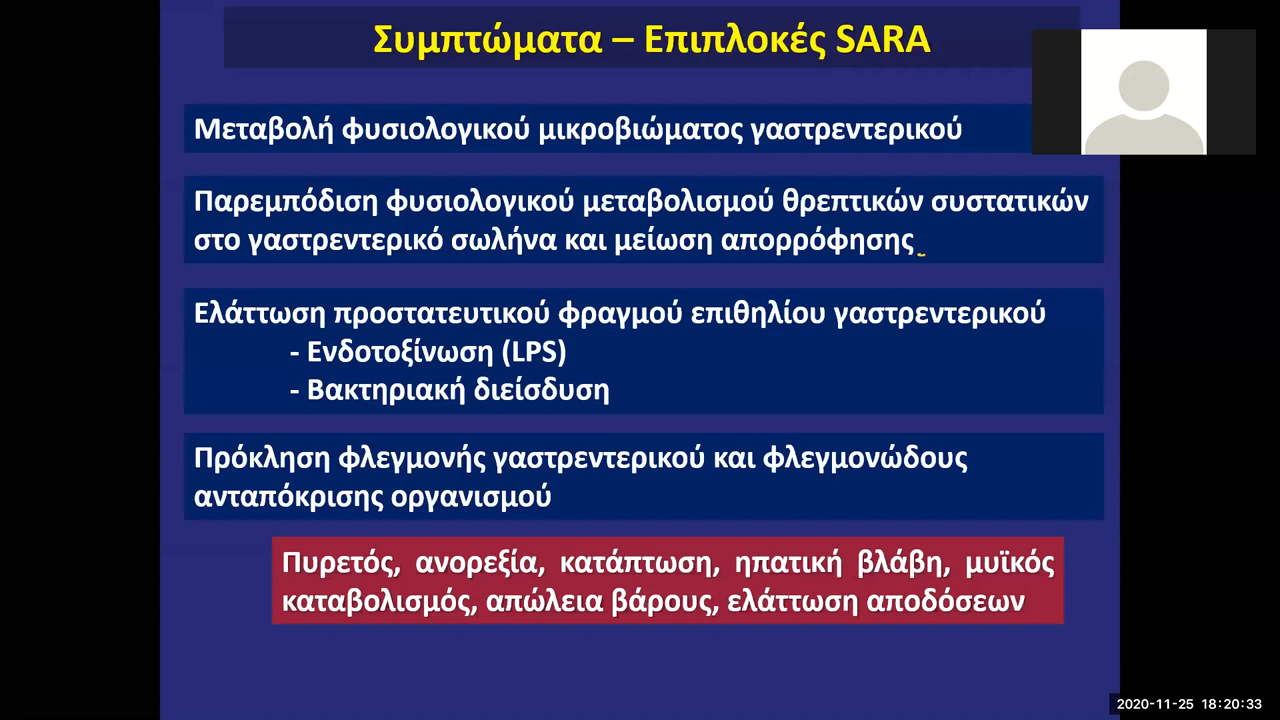 Συμπτώματα – Επιπλοκές SARA
Μεταβολή φυσιολογικού μικροβιώματος γαστρεντερικού
Παρεμπόδιση φυσιολογικού μεταβολισμού θρεπτικών συστατικών
στο γαστρεντερικό σωλήνα και μείωση απορρόφησης
Ελάττωση προστατευτικού φραγμού επιθηλίου γαστρεντερικού
- Ενδοτοξίνωση (LPS)
- Βακτηριακή διείσδυση
Πρόκληση φλεγμονής γαστρεντερικού και φλεγμονώδους
ανταπόκρισης οργανισμού
Πυρετός, ανορεξία, κατάπτωση, ηπατική βλάβη, μυϊκός
καταβολισμός, απώλεια βάρους, ελάττωση αποδόσεων
2020-11-25 18:20:33